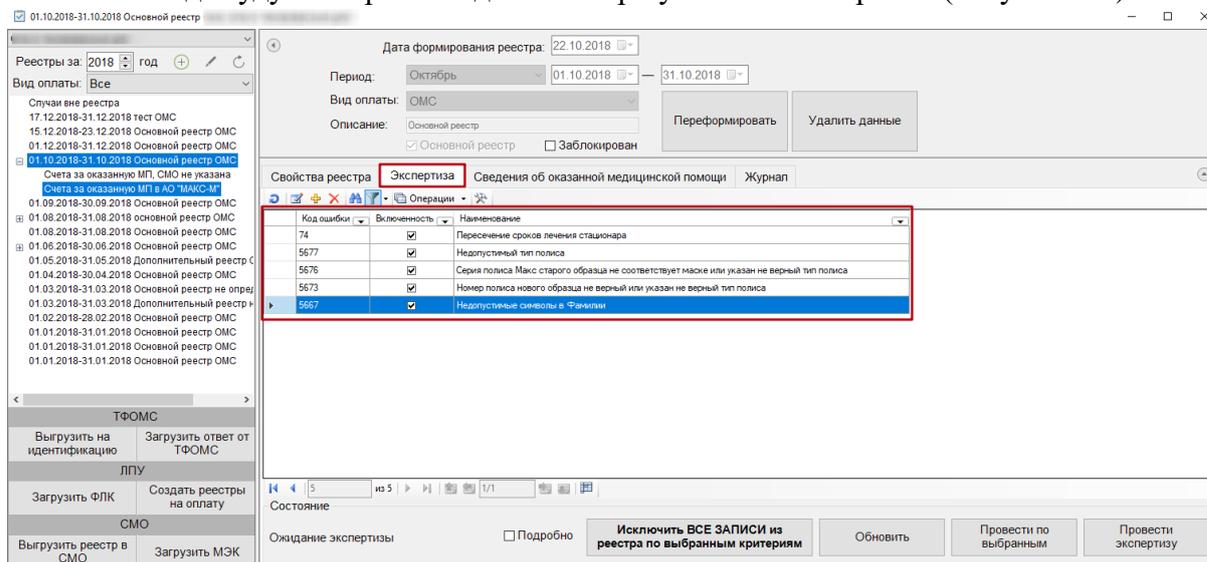 01.10.2018-31.10.2018 Основной реестр
Реестры за: 2018 год
Вид оплаты: Все
Случаи вне реестра
17.12.2018-31.12.2018 тест ОМС
15.12.2018-23.12.2018 Основной реестр ОМС
01.12.2018-31.12.2018 Основной реестр ОМС
01.10.2018-31.10.2018 Основной реестр ОМС
Счета за оказанную МП, СМО не указана
Счета за оказанную МП в АО "МАКС-М"
01.09.2018-30.09.2018 Основной реестр ОМС
01.08.2018-31.08.2018 основной реестр ОМС
01.08.2018-31.08.2018 Основной реестр ОМС
01.06.2018-30.06.2018 Основной реестр ОМС
01.05.2018-31.05.2018 Дополнительный реестр
01.04.2018-30.04.2018 Основной реестр ОМС
01.03.2018-31.03.2018 Основной реестр не опред
01.03.2018-31.03.2018 Дополнительный реестр н
01.02.2018-28.02.2018 Основной реестр ОМС
01.01.2018-31.01.2018 Основной реестр ОМС
01.01.2018-31.01.2018 Основной реестр ОМС
01.01.2018-31.01.2018 Основной реестр ОМС
ТФОМС
Выгрузить на идентификацию
Загрузить ответ от ТФОМС
ЛПУ
Загрузить ФЛК
Создать реестры на оплату
СМО
Выгрузить реестр в СМО
Загрузить МЭК
Дата формирования реестра: 22.10.2018
Период: Октябрь 01.10.2018 — 31.10.2018
Вид оплаты: ОМС
Описание: Основной реестр
Основной реестр Заблокирован
Переформировать
Удалить данные
Свойства реестра Экспертиза Сведения об оказанной медицинской помощи Журнал
Операции
Код ошибки Включенность Наименование
74 Пересечение сроков лечения стационара
5677 Недопустимый тип полиса
5676 Серия полиса Макс старого образца не соответствует маске или указан не верный тип полиса
5673 Номер полиса нового образца не верный или указан не верный тип полиса
5667 Недопустимые символы в Фамилии
5 из 5 1/1
Состояние
Ожидание экспертизы
Подробно
Исключить ВСЕ ЗАПИСИ из реестра по выбранным критериям
Обновить
Провести по выбранным
Провести экспертизу